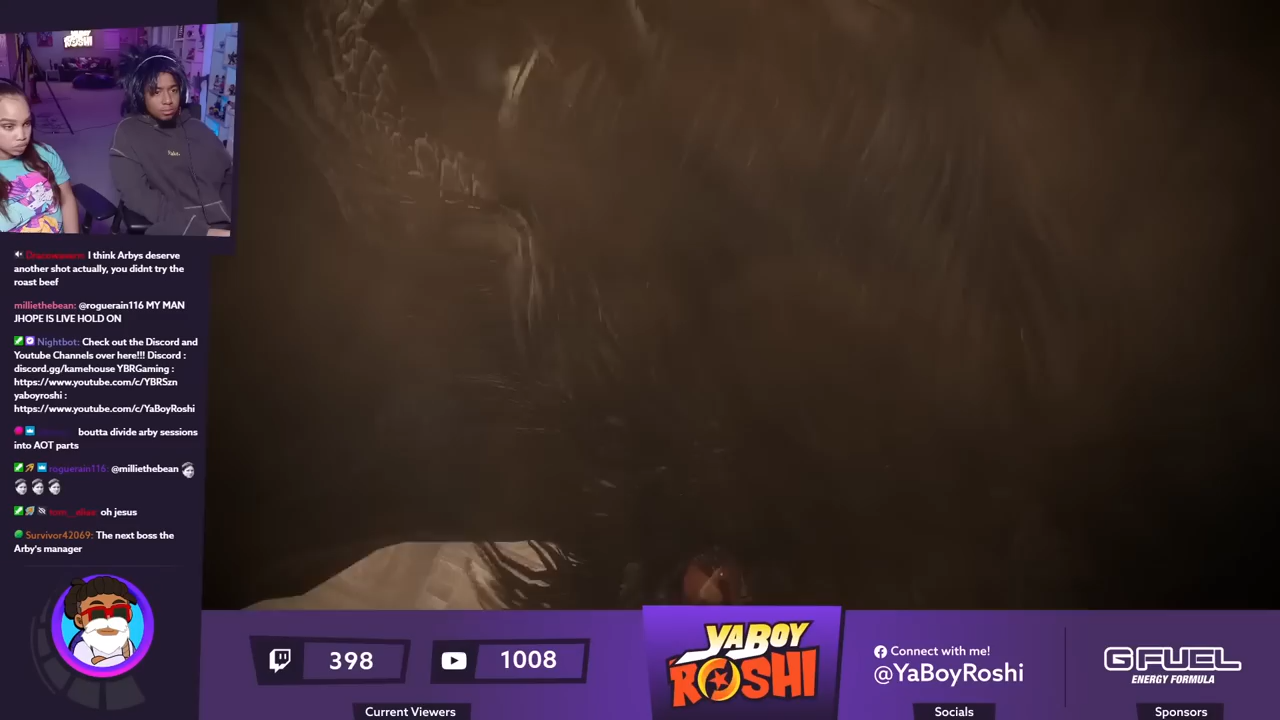 YABOY
ROSHI
I think Arbys deserve
another shot actually, you didnt try the
roast beef
milliethebean: @roguerain116 MY MAN
JHOPE IS LIVE HOLD ON
Nightbot: Check out the Discord and
Youtube Channels over here!!! Discord :
discord.gg/kamehouse YBRGaming :
https://www.youtube.com/c/YBRSzn
yaboyroshi :
https://www.youtube.com/c/YaBoyRoshi
boutta divide arby sessions
into AOT parts
roguerain116: @milliethebean
oh jesus
Survivor42069: The next boss the
Arby's manager
398
1008
Current Viewers
YABOY
ROSHI
Connect with me!
@YaBoyRoshi
Socials
G FUEL
ENERGY FORMULA
Sponsors